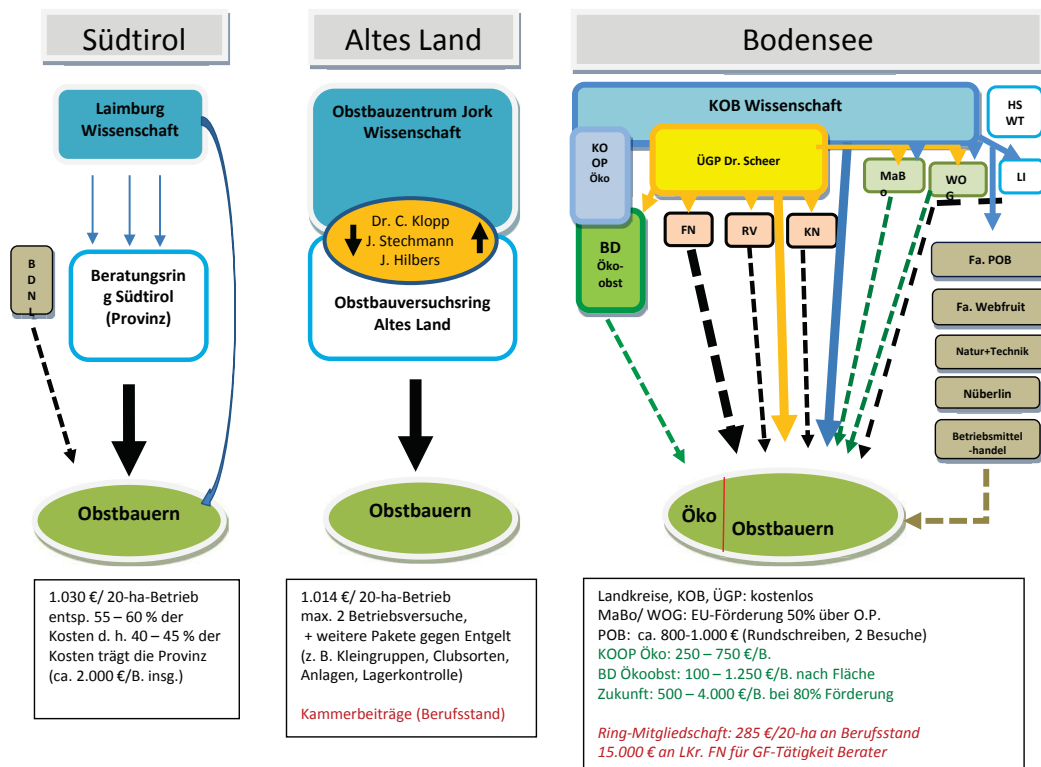 Südtirol
Laimburg
Wissenschaft
B
D
N
L
Beratungsrin
g Südtirol
(Provinz)
Obstbauern
1.030 €/ 20-ha-Betrieb
entsp. 55 – 60 % der
Kosten d. h. 40 – 45 % der
Kosten trägt die Provinz
(ca. 2.000 €/B. insg.)
Altes Land
Obstbauzentrum Jork
Wissenschaft
Dr. C. Klopp
J. Stechmann
J. Hilbers
Obstbauversuchsring
Altes Land
Obstbauern
1.014 €/ 20-ha-Betrieb
max. 2 Betriebsversuche,
+ weitere Pakete gegen Entgelt
(z. B. Kleingruppen, Clubsorten,
Anlagen, Lagerkontrolle)
Kammerbeiträge (Berufsstand)
Bodensee
KOB Wissenschaft
HS
WT
KO
OP
Öko
ÜGP Dr. Scheer
MaB
o
WO
G
LI
BD
Öko-
obst
FN
RV
KN
Fa. POB
Fa. Webfruit
Natur+Technik
Nüberlin
Betriebsmittel
-handel
Öko
Obstbauern
Landkreise, KOB, ÜGP: kostenlos
MaBo/ WOG: EU-Förderung 50% über O.P.
POB: ca. 800-1.000 € (Rundschreiben, 2 Besuche)
KOOP Öko: 250 – 750 €/B.
BD Ökoobst: 100 – 1.250 €/B. nach Fläche
Zukunft: 500 – 4.000 €/B. bei 80% Förderung
Ring-Mitgliedschaft: 285 €/20-ha an Berufsstand
15.000 € an LKr. FN für GF-Tätigkeit Berater